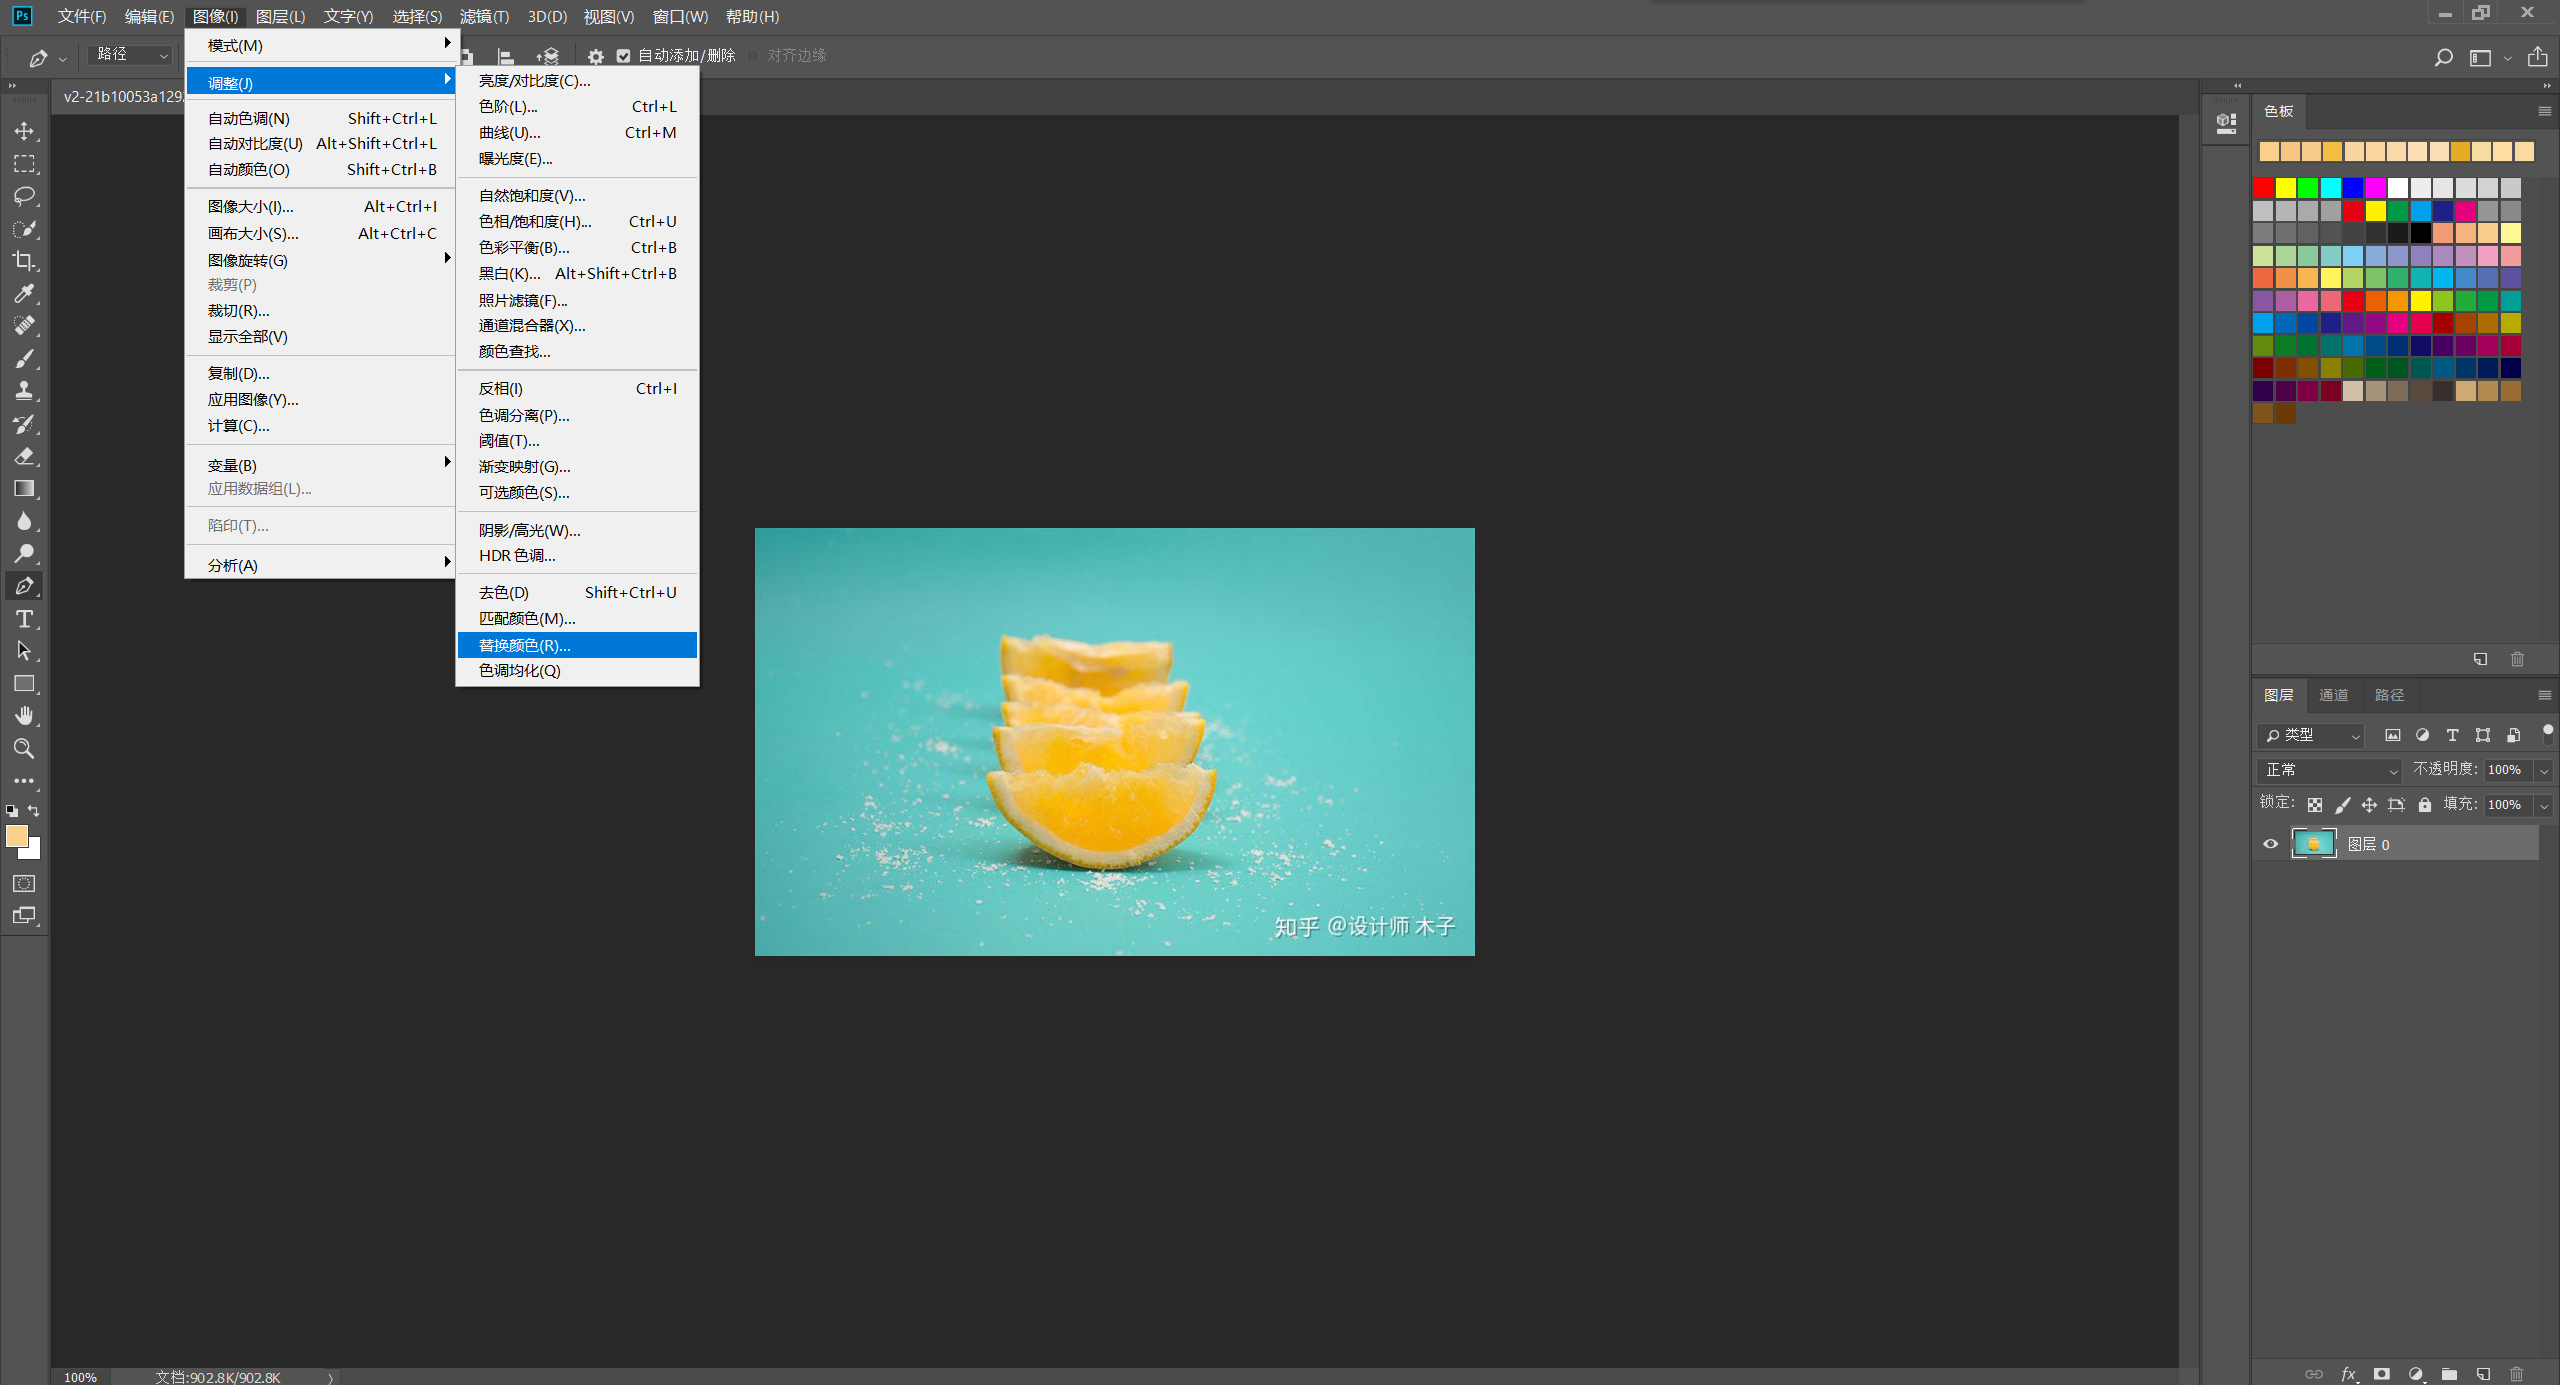 Ps 文件(F) 编辑(E) 图像(I) 图层(L) 文字(Y) 选择(S) 滤镜(T) 3D(D) 视图(V) 窗口(W) 帮助(H)
路径 自动添加/删除 对齐边缘
v2-21b10053a129
模式(M)
调整(J)
自动色调(N) Shift+Ctrl+L
自动对比度(U) Alt+Shift+Ctrl+L
自动颜色(O) Shift+Ctrl+B
图像大小(I)... Alt+Ctrl+I
画布大小(S)... Alt+Ctrl+C
图像旋转(G)
裁剪(P)
裁切(R)...
显示全部(V)
复制(D)...
应用图像(Y)...
计算(C)...
变量(B)
应用数据组(L)...
陷印(T)...
分析(A)
亮度/对比度(C)...
色阶(L)... Ctrl+L
曲线(U)... Ctrl+M
曝光度(E)...
自然饱和度(V)...
色相/饱和度(H)... Ctrl+U
色彩平衡(B)... Ctrl+B
黑白(K)... Alt+Shift+Ctrl+B
照片滤镜(F)...
通道混合器(X)...
颜色查找...
反相(I) Ctrl+I
色调分离(P)...
阈值(T)...
渐变映射(G)...
可选颜色(S)...
阴影/高光(W)...
HDR 色调...
去色(D) Shift+Ctrl+U
匹配颜色(M)...
替换颜色(R)...
色调均化(Q)
知乎 @设计师 木子
色板
图层 通道 路径
类型
正常 不透明度: 100%
锁定: 填充: 100%
图层 0
fx
100% 文档:902.8K/902.8K